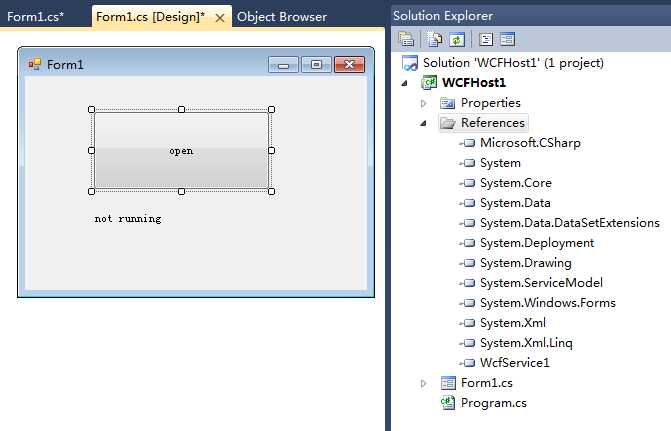 Form1.cs*
Form1.cs [Design]*
Object Browser
Form1
open
not running
Solution Explorer
Solution 'WCFHost1' (1 project)
WCFHost1
Properties
References
Microsoft.CSharp
System
System.Core
System.Data
System.Data.DataSetExtensions
System.Deployment
System.Drawing
System.ServiceModel
System.Windows.Forms
System.Xml
System.Xml.Linq
WcfService1
Form1.cs
Program.cs